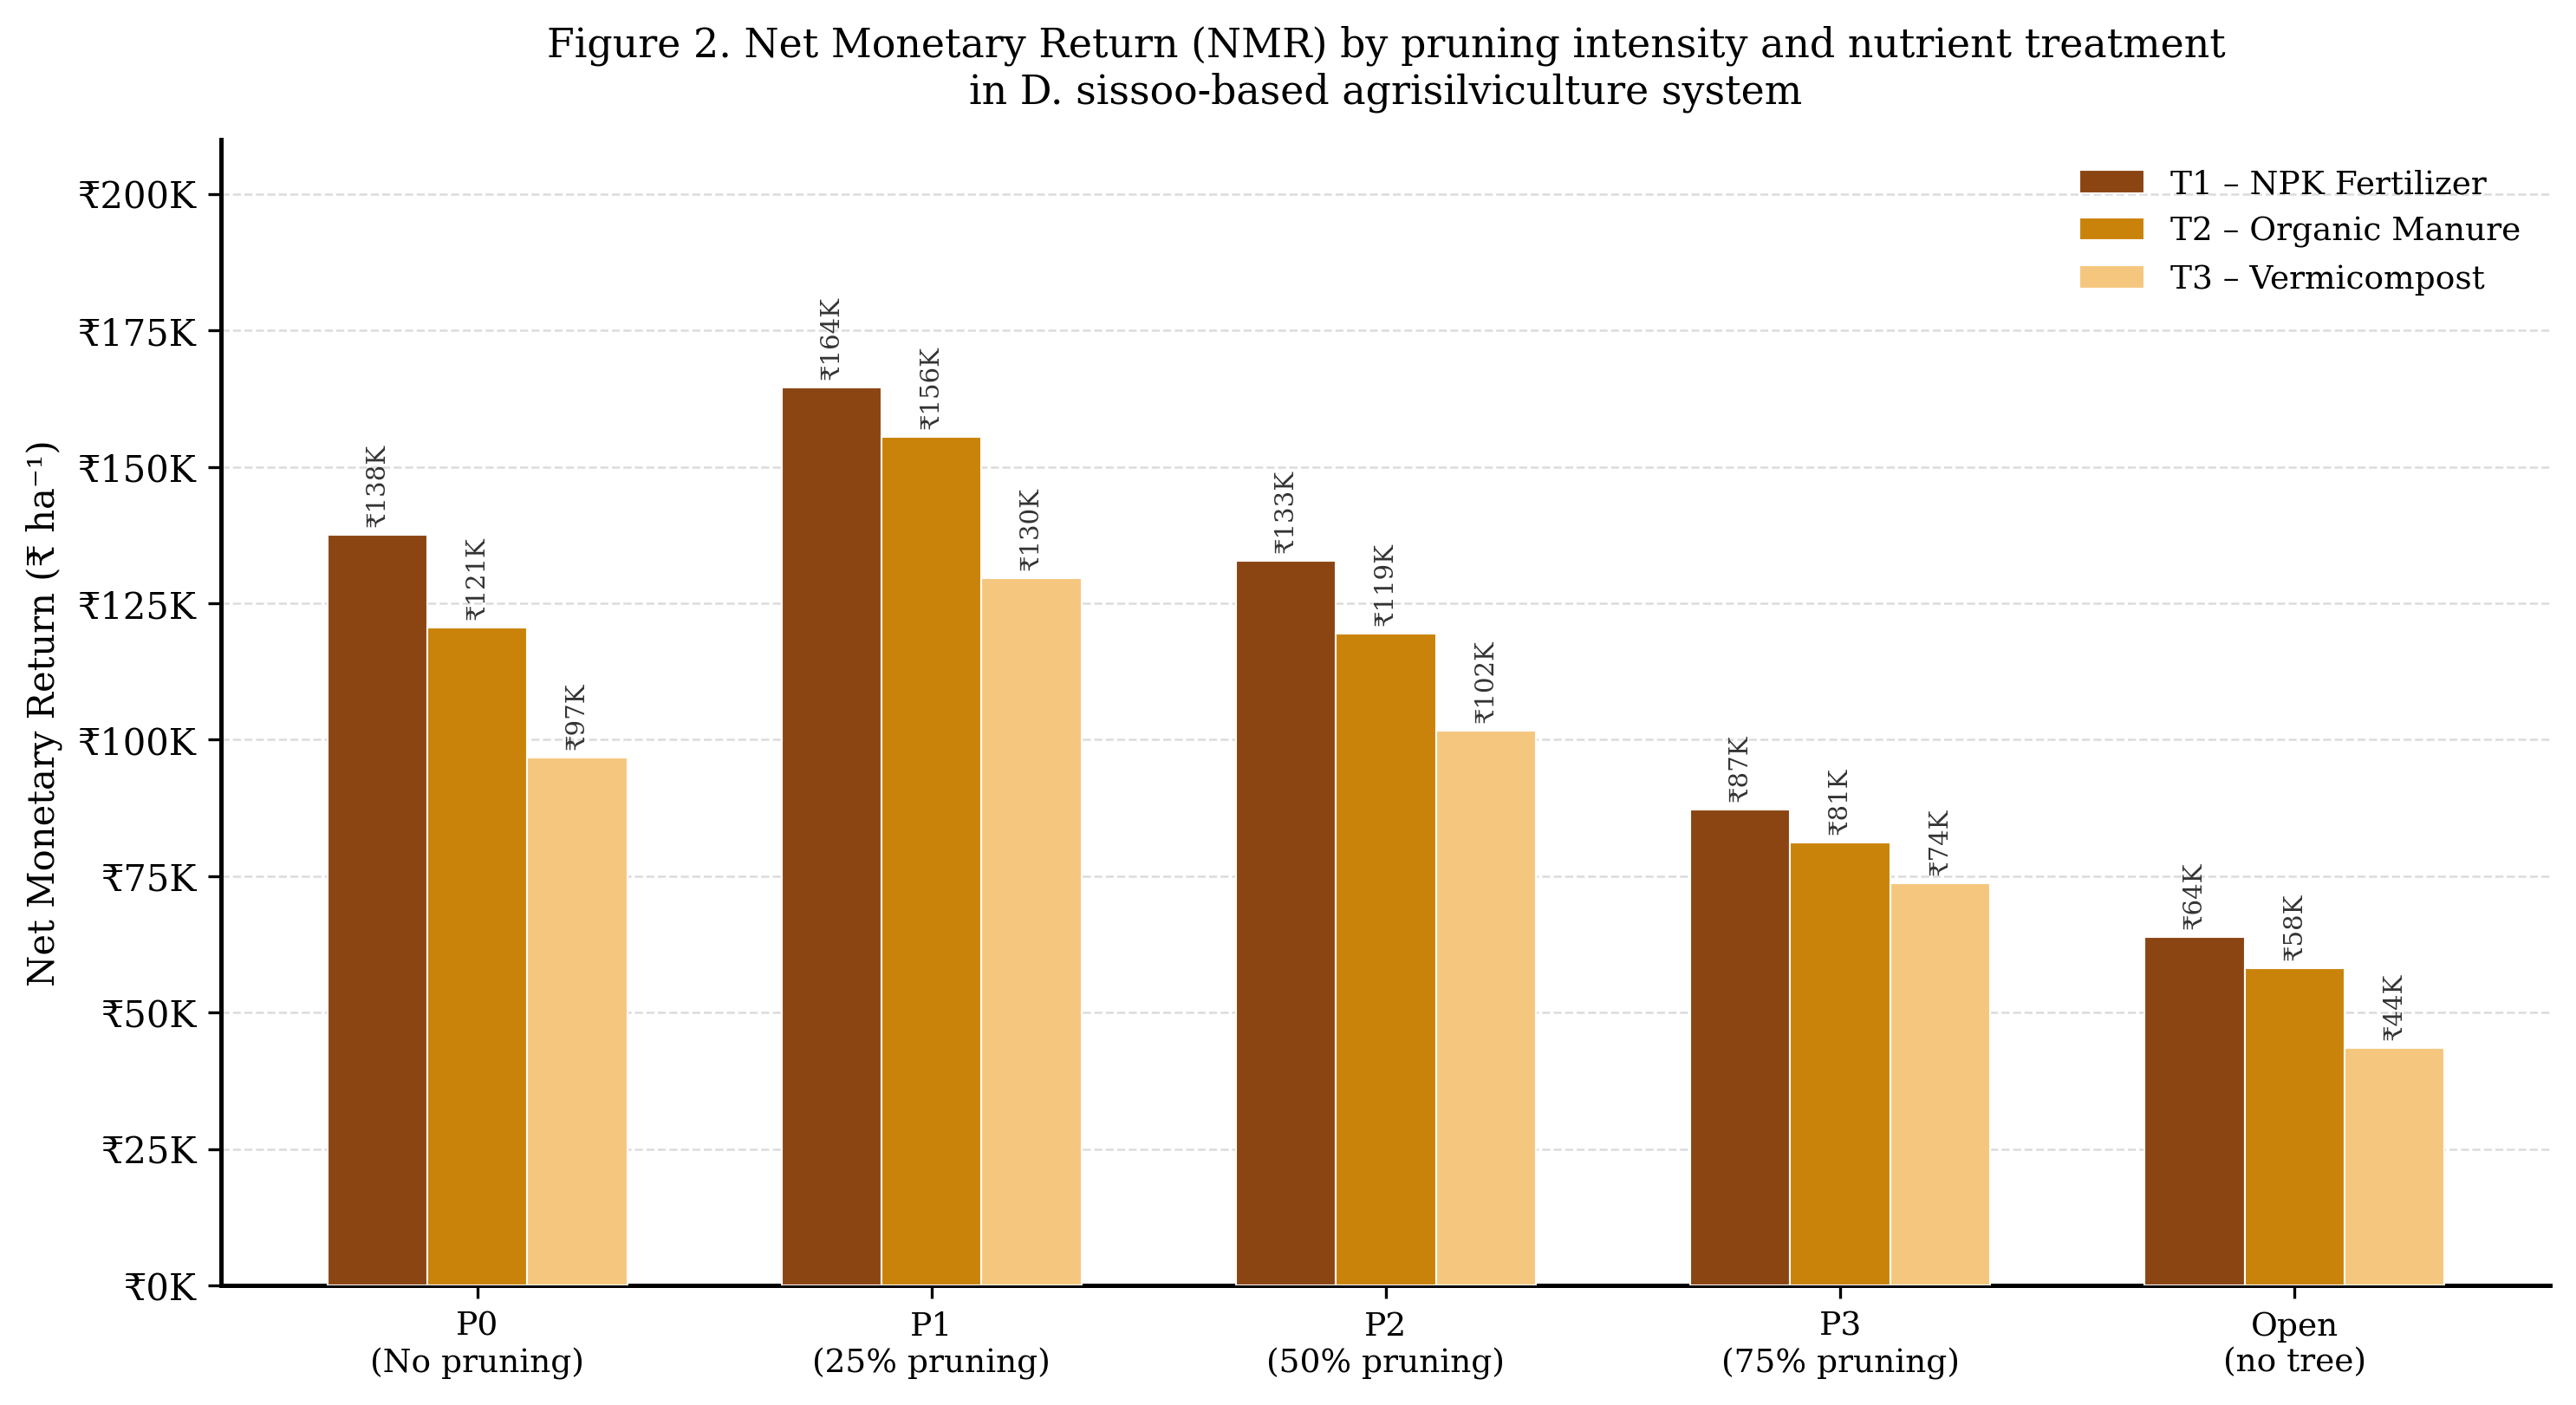 Figure 2. Net Monetary Return (NMR) by pruning intensity and nutrient treatment
in D. sissoo-based agrisilviculture system
Net Monetary Return (₹ ha⁻¹)
₹200K
₹175K
₹150K
₹125K
₹100K
₹75K
₹50K
₹25K
₹0K
T1 – NPK Fertilizer
T2 – Organic Manure
T3 – Vermicompost
₹138K
₹121K
₹97K
₹164K
₹156K
₹130K
₹133K
₹119K
₹102K
₹87K
₹81K
₹74K
₹64K
₹58K
₹44K
P0
(No pruning)
P1
(25% pruning)
P2
(50% pruning)
P3
(75% pruning)
Open
(no tree)